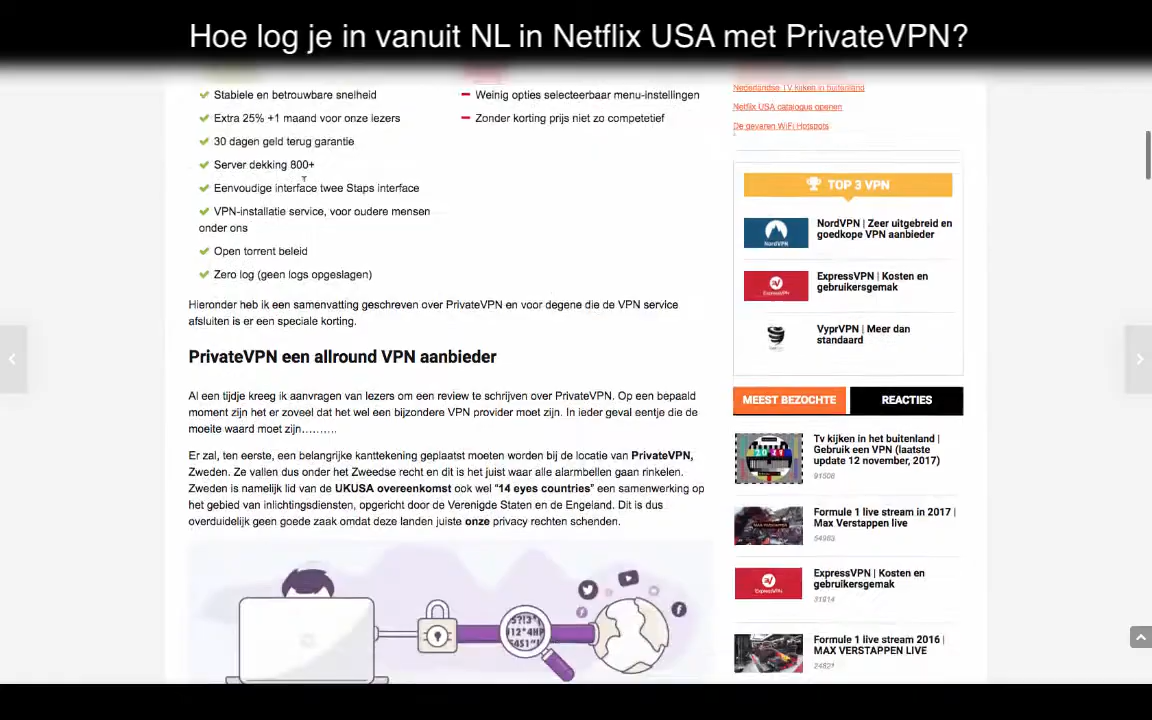 Hoe log je in vanuit NL in Netflix USA met PrivateVPN?
Stabiele en betrouwbare snelheid
Extra 25% +1 maand voor onze lezers
30 dagen geld terug garantie
Server dekking 800+
Eenvoudige interface twee Staps interface
VPN-installatie service, voor oudere mensen
onder ons
Open torrent beleid
Zero log (geen logs opgeslagen)
Weinig opties selecteerbaar menu-instellingen
Zonder korting prijs niet zo competetief
Hieronder heb ik een samenvatting geschreven over PrivateVPN en voor degene die de VPN service
afsluiten is er een speciale korting.
PrivateVPN een allround VPN aanbieder
Al een tijdje kreeg ik aanvragen van lezers om een review te schrijven over PrivateVPN. Op een bepaald
moment zijn het er zoveel dat het wel een bijzondere VPN provider moet zijn. In ieder geval eentje die de
moeite waard moet zijn……….
Er zal, ten eerste, een belangrijke kanttekening geplaatst moeten worden bij de locatie van PrivateVPN,
Zweden. Ze vallen dus onder het Zweedse recht en dit is het juist waar alle alarmbellen gaan rinkelen.
Zweden is namelijk lid van de UKUSA overeenkomst ook wel “14 eyes countries” een samenwerking op
het gebied van inlichtingsdiensten, opgericht door de Verenigde Staten en de Engeland. Dit is dus
overduidelijk geen goede zaak omdat deze landen juiste onze privacy rechten schenden.
Nederlandse TV kijken in buitenland
Netflix USA catalogus openen
De gevaren WiFi Hotspots
TOP 3 VPN
NordVPN
NordVPN | Zeer uitgebreid en
goedkope VPN aanbieder
ExpressVPN
ExpressVPN | Kosten en
gebruikersgemak
VyprVPN | Meer dan
standaard
MEEST BEZOCHTE
REACTIES
Tv kijken in het buitenland |
Gebruik een VPN (laatste
update 12 november, 2017)
91506
Formule 1 live stream in 2017 |
Max Verstappen live
54963
ExpressVPN
ExpressVPN | Kosten en
gebruikersgemak
31914
Formule 1 live stream 2016 |
MAX VERSTAPPEN LIVE
24821